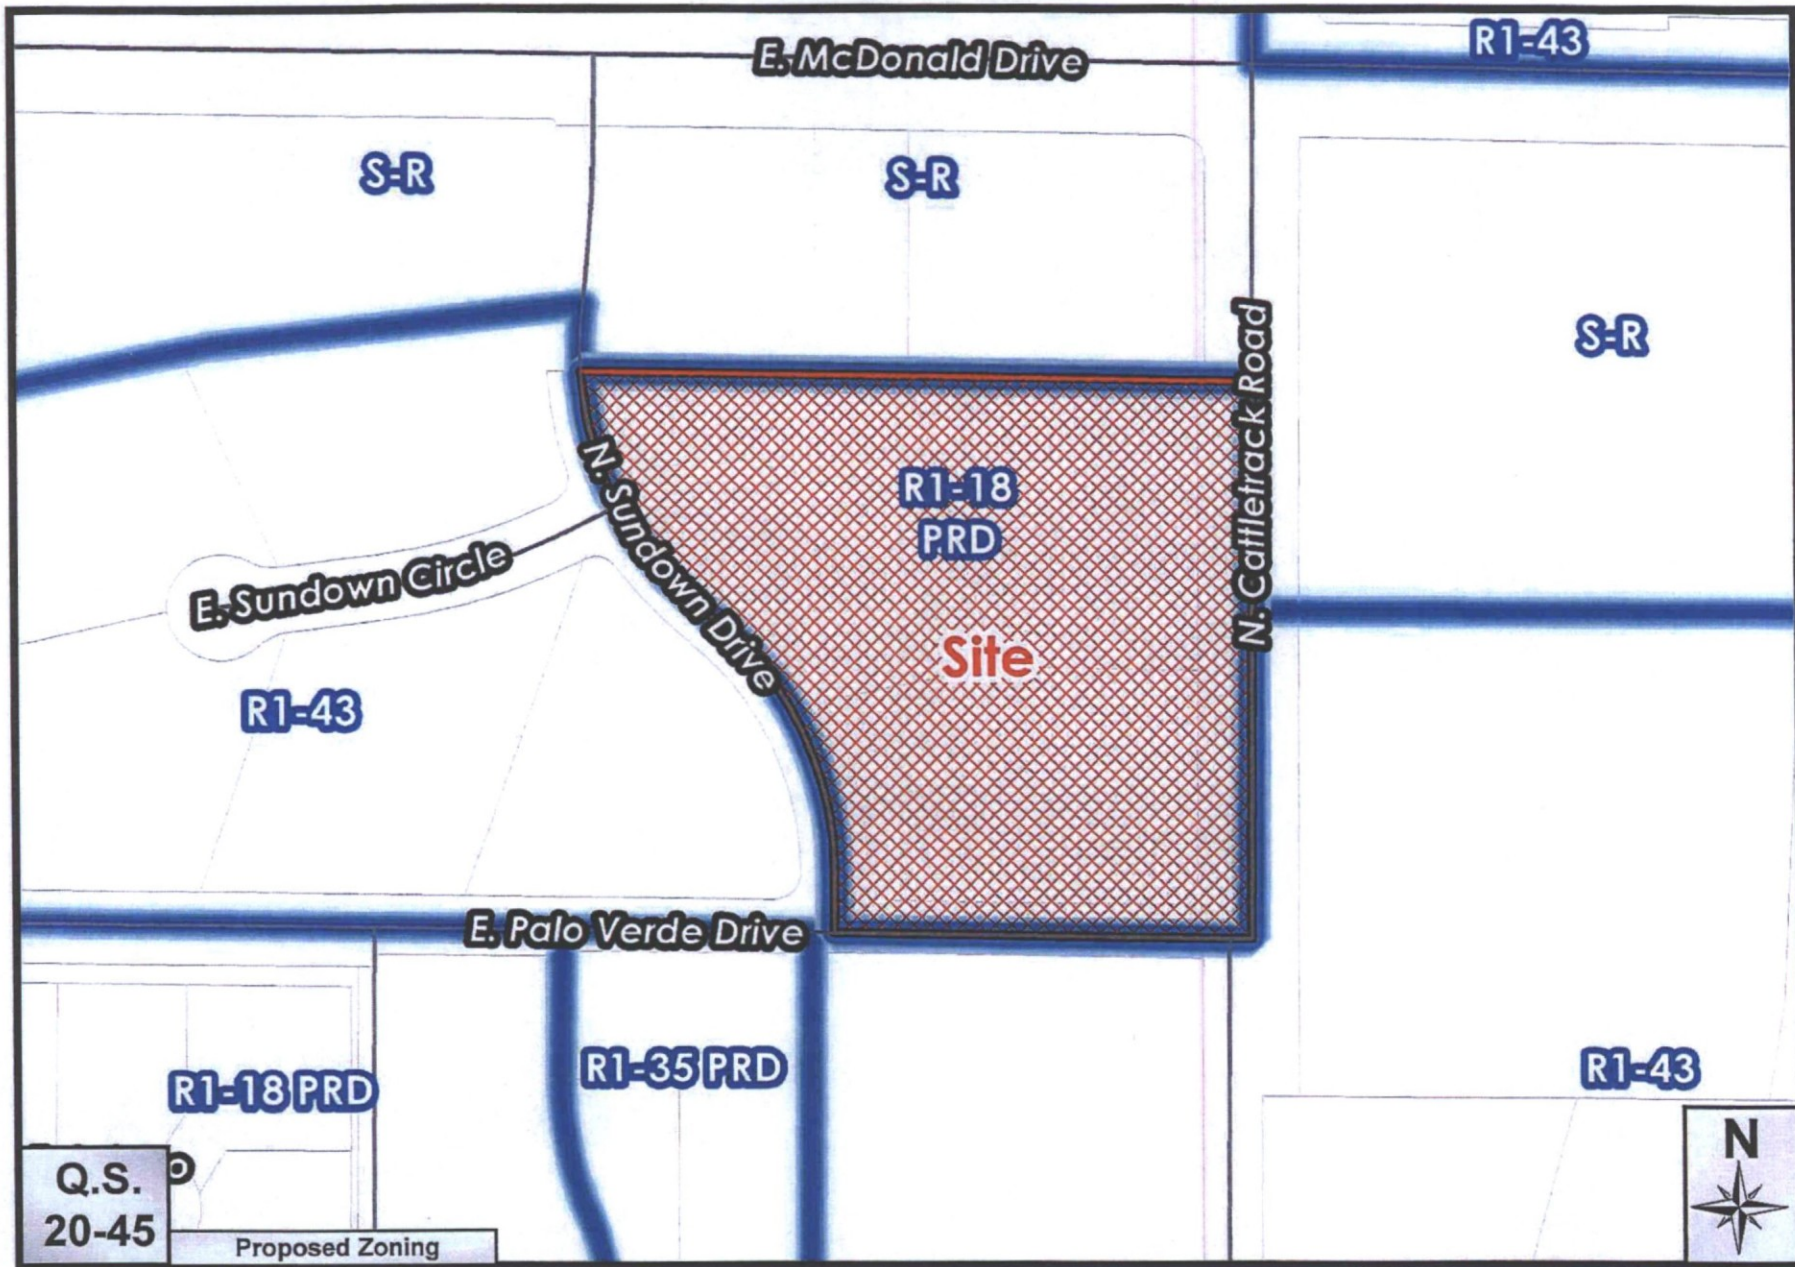 R1-43
E. McDonald Drive
S-R
S-R
S-R
N. Cattletrack Road
R1-18
PRD
N. Sundown Drive
E. Sundown Circle
Site
R1-43
E. Palo Verde Drive
R1-35 PRD
R1-18 PRD
R1-43
Q.S.
20-45
Proposed Zoning
N